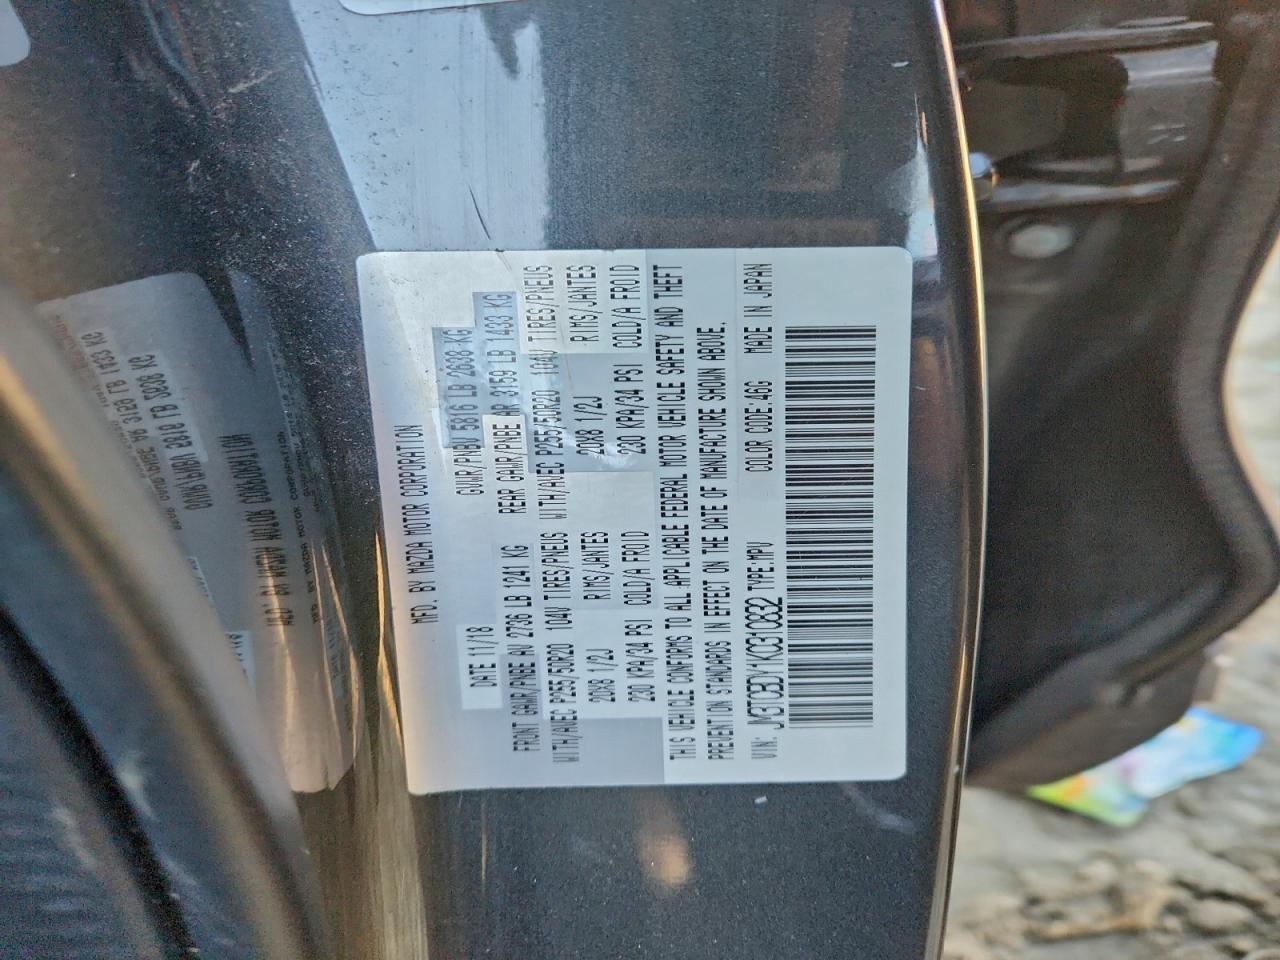 MFD. BY MAZDA MOTOR CORPORATION
DATE 11/18 GVWR/PNBV 5816 LB 2638 KG
FRONT GAWR/PNBE AV 2736 LB 1241 KG REAR GAWR/PNBE AR 3159 LB 1433 KG
WITH/AVEC P255/50R20 104V TIRES/PNEUS WITH/AVEC P255/50R20 104V TIRES/PNEUS
20X8 1/2J RIMS/JANTES 20X8 1/2J RIMS/JANTES
230 KPA/34 PSI COLD/A FROID 230 KPA/34 PSI COLD/A FROID
THIS VEHICLE CONFORMS TO ALL APPLICABLE FEDERAL MOTOR VEHICLE SAFETY AND THEFT
PREVENTION STANDARDS IN EFFECT ON THE DATE OF MANUFACTURE SHOWN ABOVE.
VIN: JM3TCBDY1K0310832 TYPE:MPV COLOR CODE:46G MADE IN JAPAN